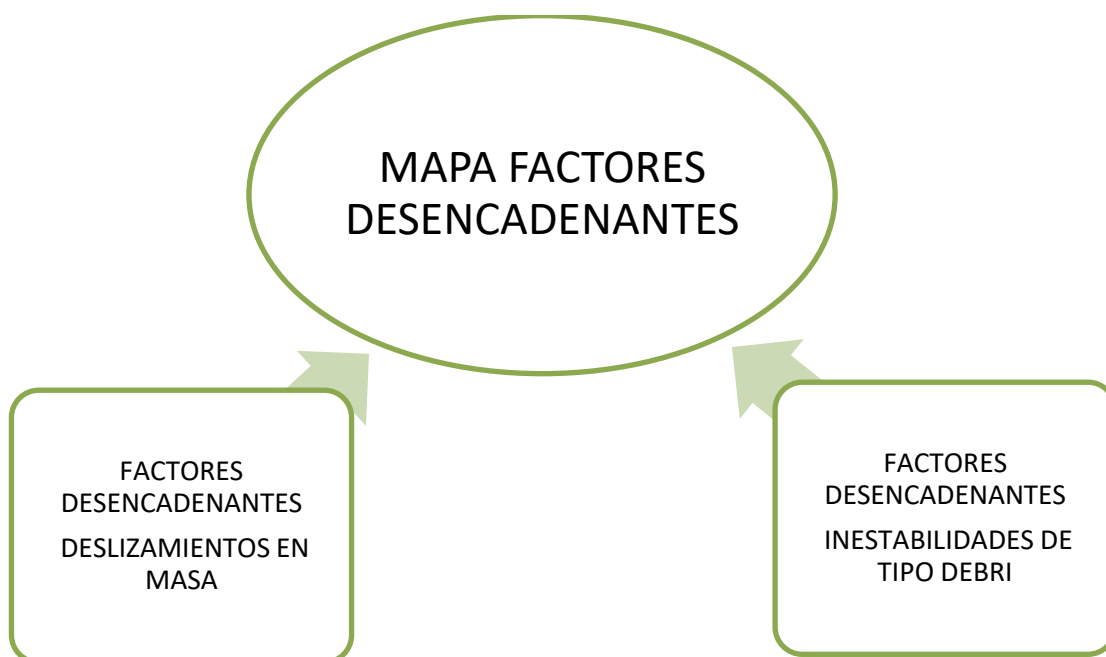 MAPA FACTORES
DESENCADENANTES
FACTORES
DESENCADENANTES
DESLIZAMIENTOS EN
MASA
FACTORES
DESENCADENANTES
INESTABILIDADES DE
TIPO DEBRI